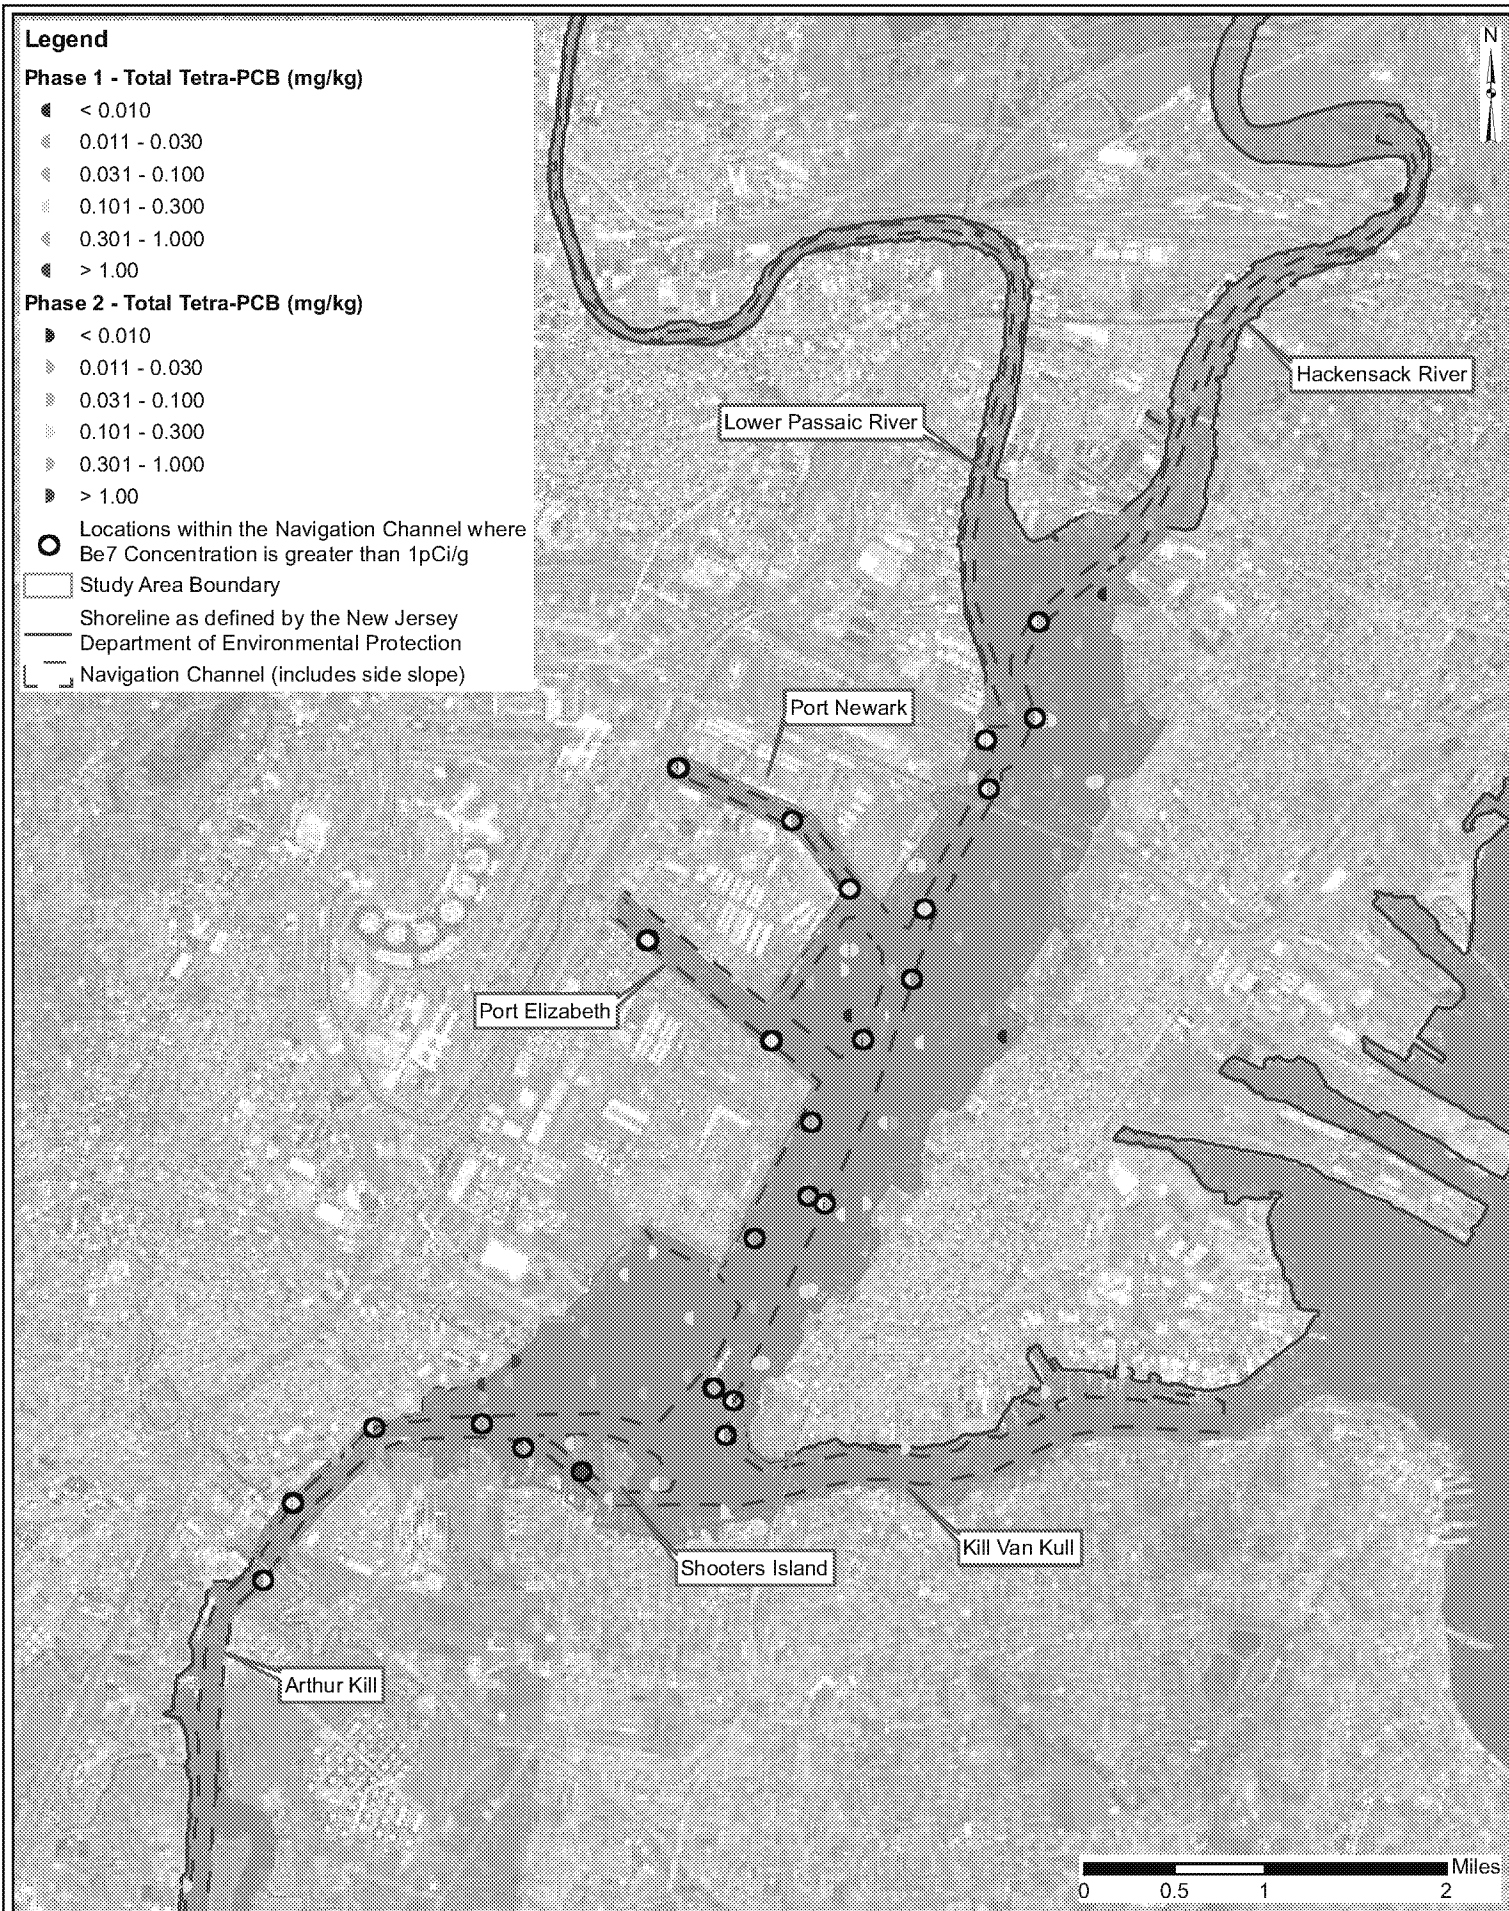 Legend
Phase 1 - Total Tetra-PCB (mg/kg)
< 0.010
0.011 - 0.030
0.031 - 0.100
0.101 - 0.300
0.301 - 1.000
> 1.00
Phase 2 - Total Tetra-PCB (mg/kg)
< 0.010
0.011 - 0.030
0.031 - 0.100
0.101 - 0.300
0.301 - 1.000
> 1.00
Locations within the Navigation Channel where
Be7 Concentration is greater than 1pCi/g
Study Area Boundary
Shoreline as defined by the New Jersey
Department of Environmental Protection
Navigation Channel (includes side slope)
N
Hackensack River
Lower Passaic River
Port Newark
Port Elizabeth
Kill Van Kull
Shooters Island
Arthur Kill
Miles
0 0.5 1 2